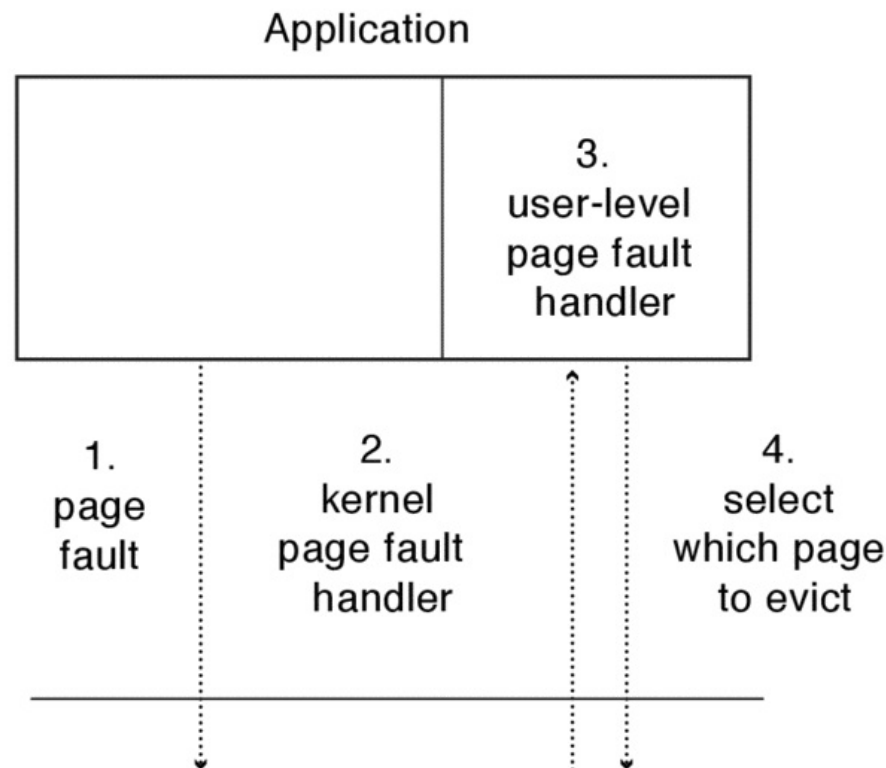 Application
3.
user-level
page fault
handler
1.
page
fault
2.
kernel
page fault
handler
4.
select
which page
to evict